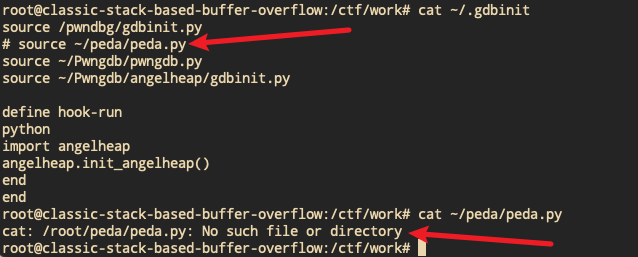 root@classic-stack-based-buffer-overflow:/ctf/work# cat ~/.gdbinit
source /pwndbg/gdbinit.py
# source ~/peda/peda.py
source ~/Pwngdb/pwngdb.py
source ~/Pwngdb/angelheap/gdbinit.py

define hook-run
python
import angelheap
angelheap.init_angelheap()
end
end
root@classic-stack-based-buffer-overflow:/ctf/work# cat ~/peda/peda.py
cat: /root/peda/peda.py: No such file or directory
root@classic-stack-based-buffer-overflow:/ctf/work#